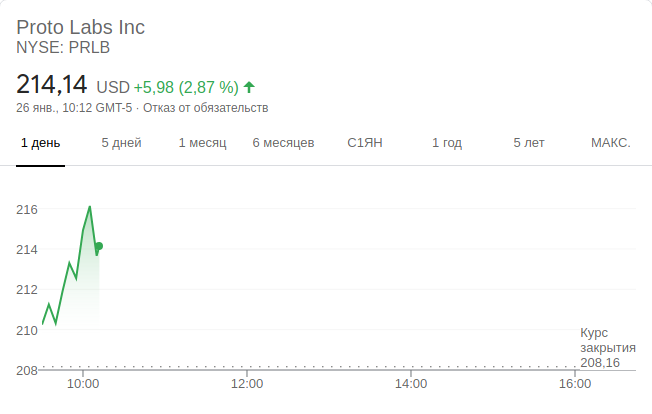 Proto Labs Inc
NYSE: PRLB
214,14 USD +5,98 (2,87 %)
26 янв., 10:12 GMT-5 · Отказ от обязательств
1 день 5 дней 1 месяц 6 месяцев С1ЯН 1 год 5 лет МАКС.
216
214
212
210
208
Курс
закрытия
208,16
10:00 12:00 14:00 16:00